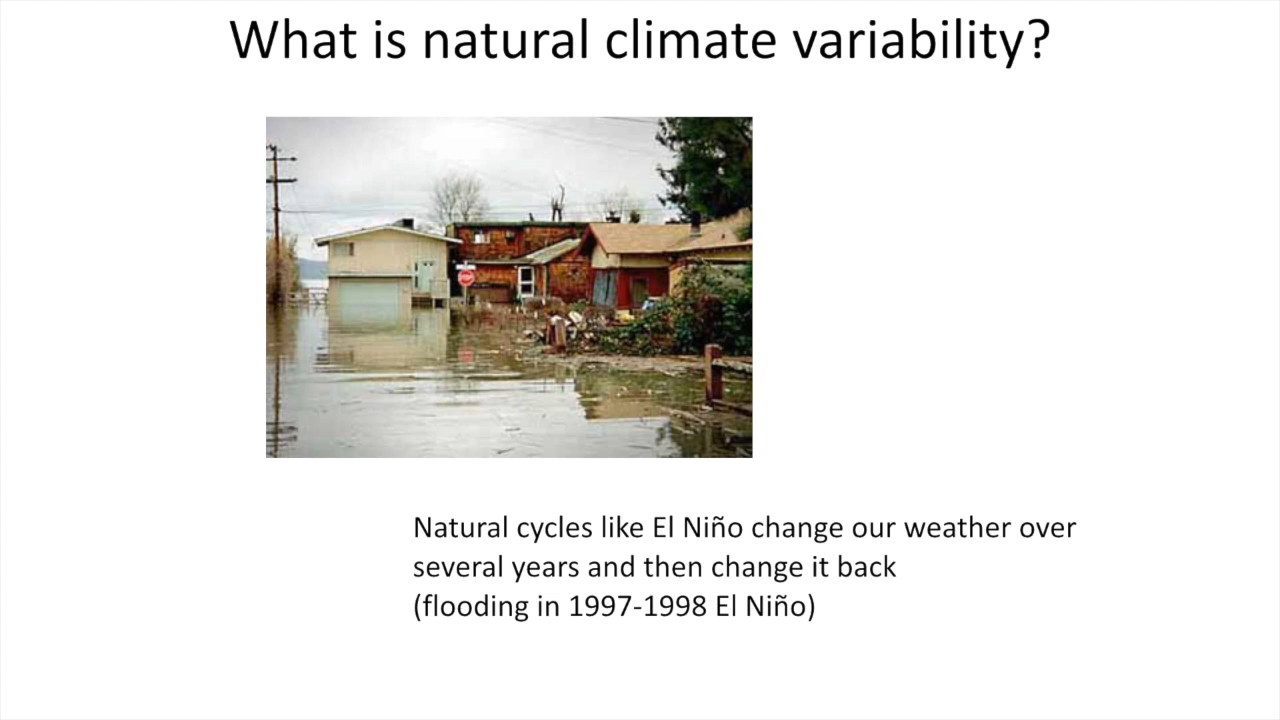 What is natural climate variability?
STOP
Natural cycles like El Niño change our weather over
several years and then change it back
(flooding in 1997-1998 El Niño)